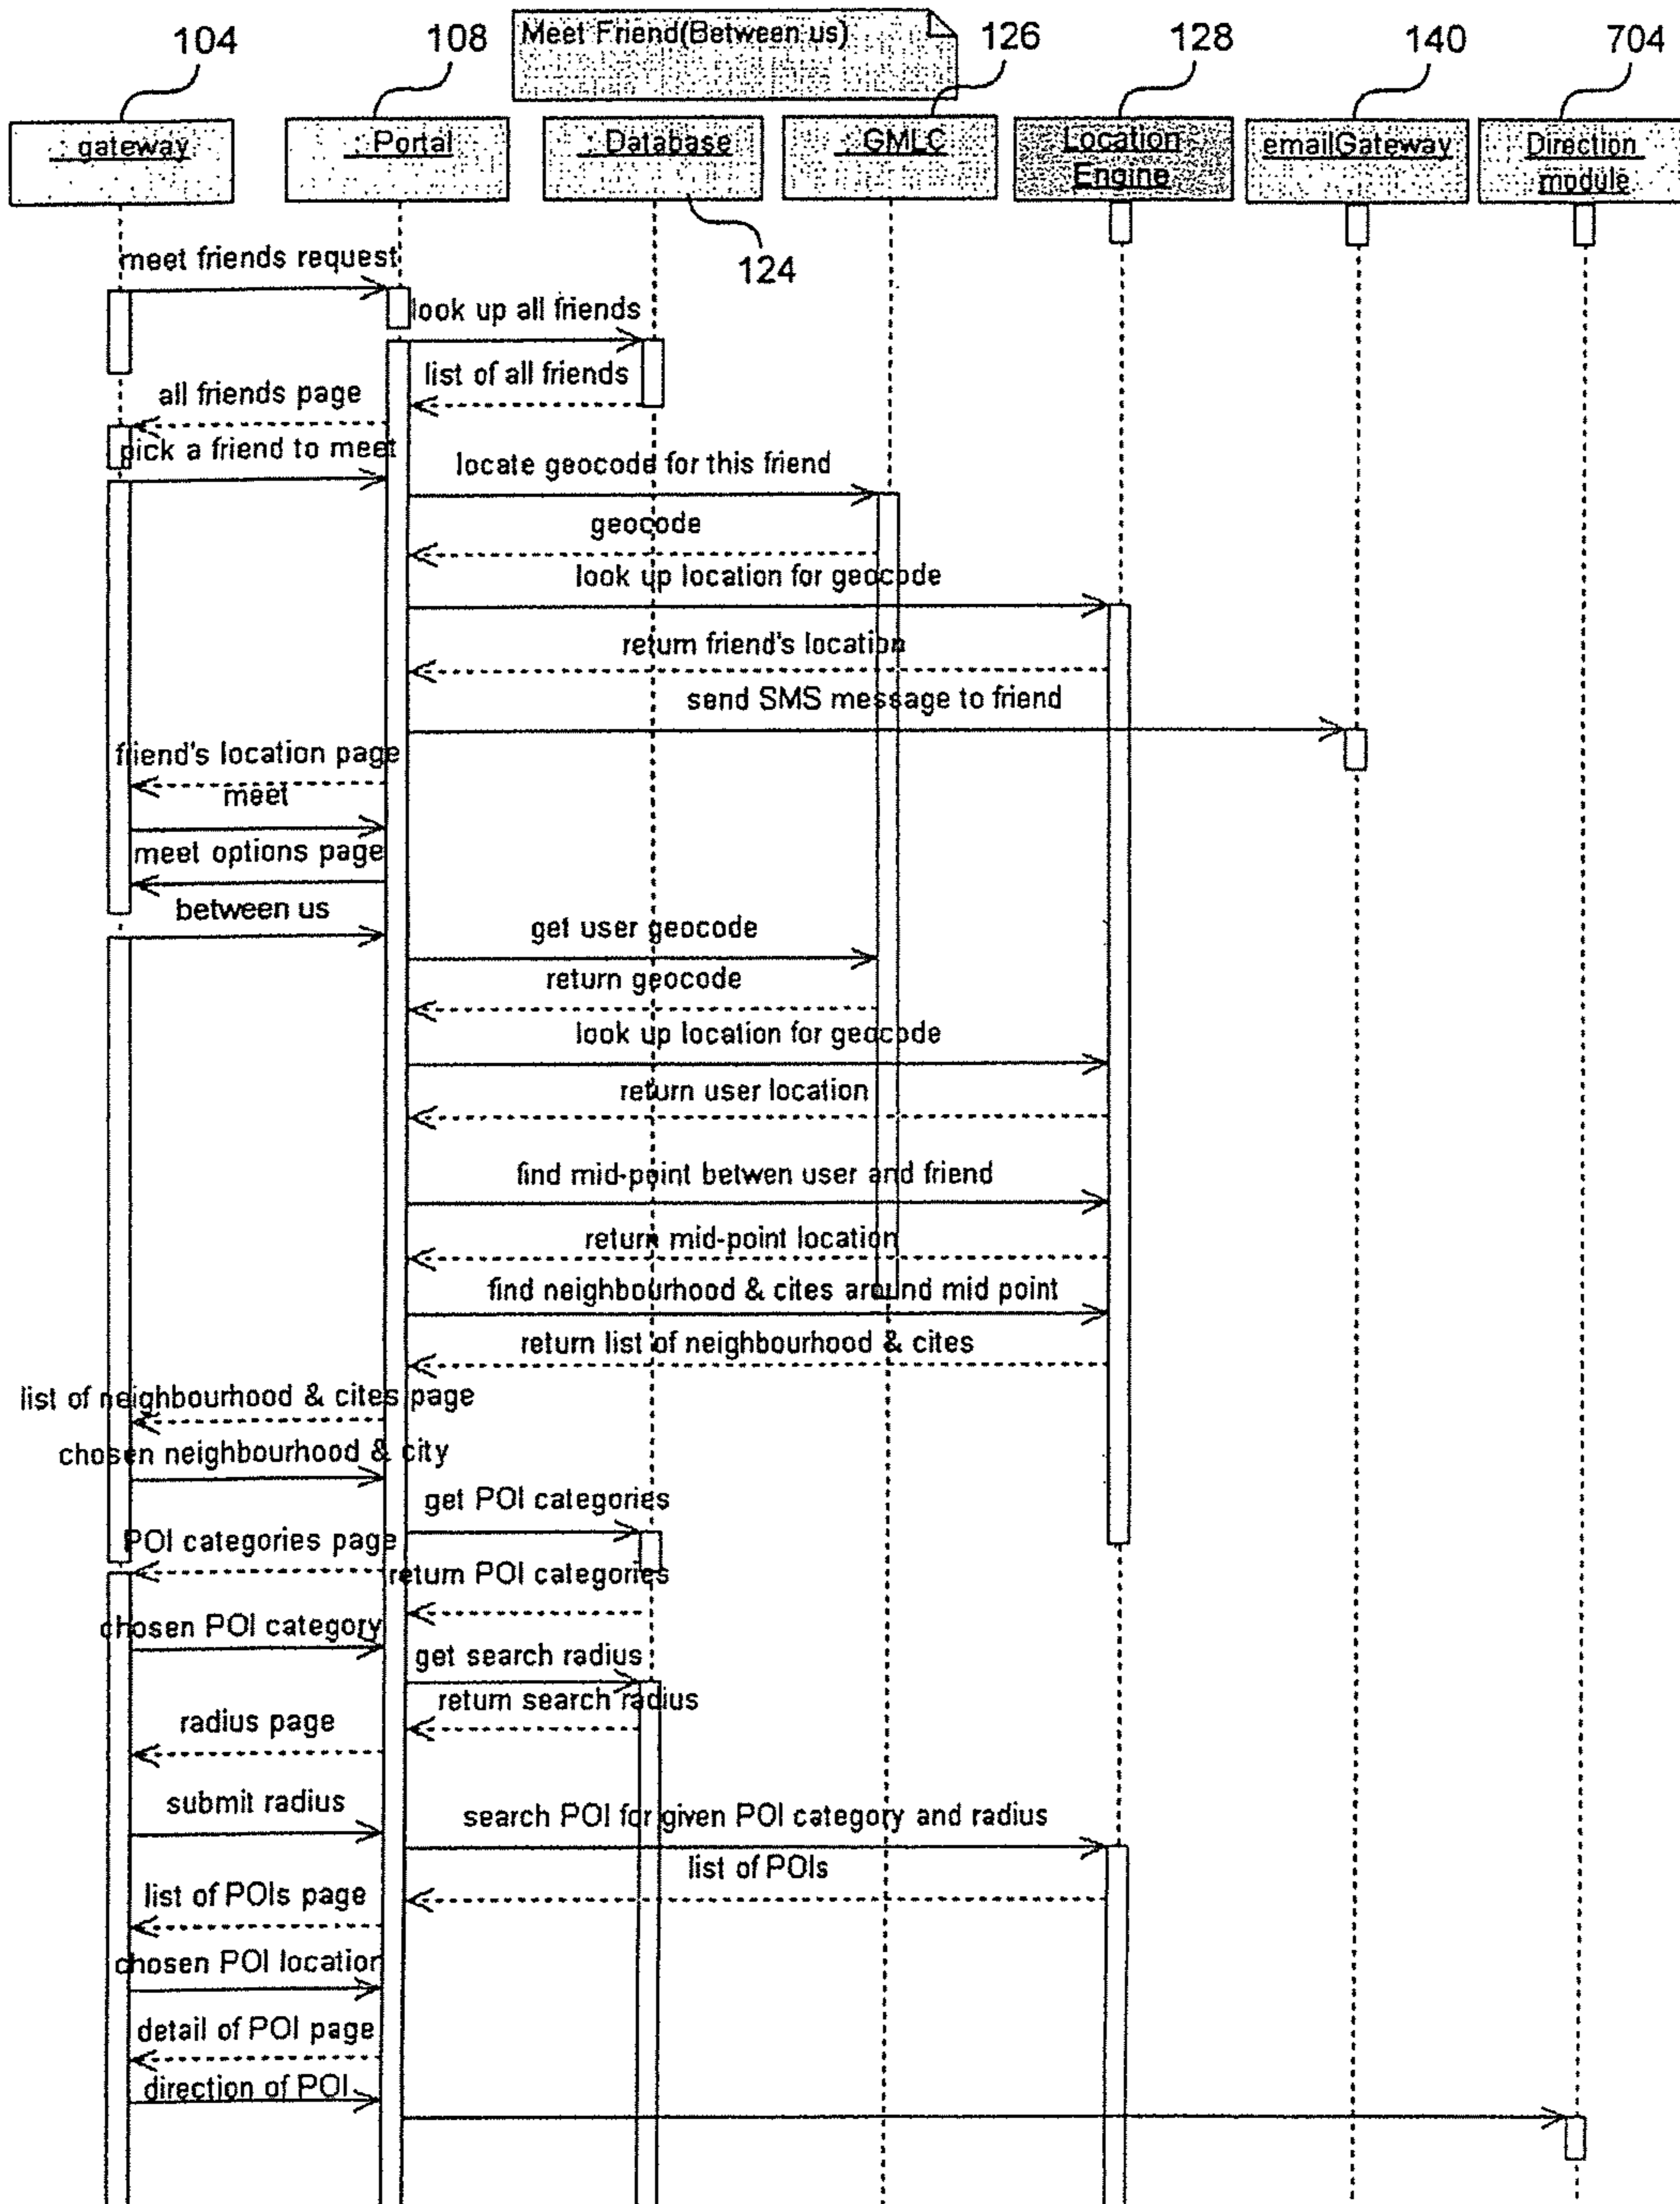 104
108
Meet Friend(Between us)
126
128
140
704
: gateway
: Portal
: Database
: GMLC
Location
Engine
emailGateway
Direction
module
124
meet friends request
look up all friends
list of all friends
all friends page
pick a friend to meet
locate geocode for this friend
geocode
look up location for geocode
return friend's location
send SMS message to friend
friend's location page
meet
meet options page
between us
get user geocode
return geocode
look up location for geocode
return user location
find mid-point betwen user and friend
return mid-point location
find neighbourhood & cites around mid point
return list of neighbourhood & cites
list of neighbourhood & cites page
chosen neighbourhood & city
get POI categories
POI categories page
return POI categories
chosen POI category
get search radius
return search radius
radius page
submit radius
search POI for given POI category and radius
list of POIs
list of POIs page
chosen POI location
detail of POI page
direction of POI